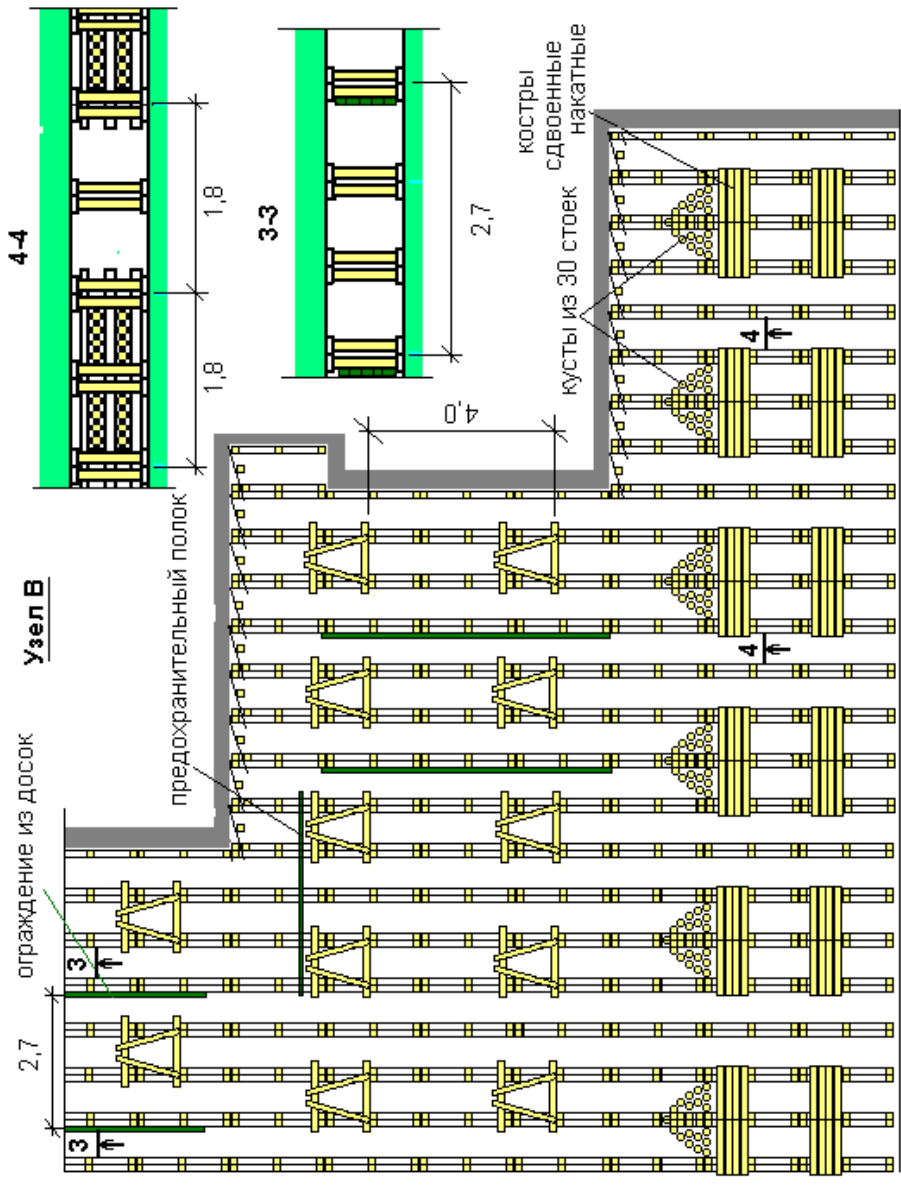 4-4
1,8
1,8
3-3
2,7
Узел В
ограждение из досок
предохранительный полок
костры
сдвоенные
накатные
кусты из 30 стоек
4,0
2,7
3
3
4
4